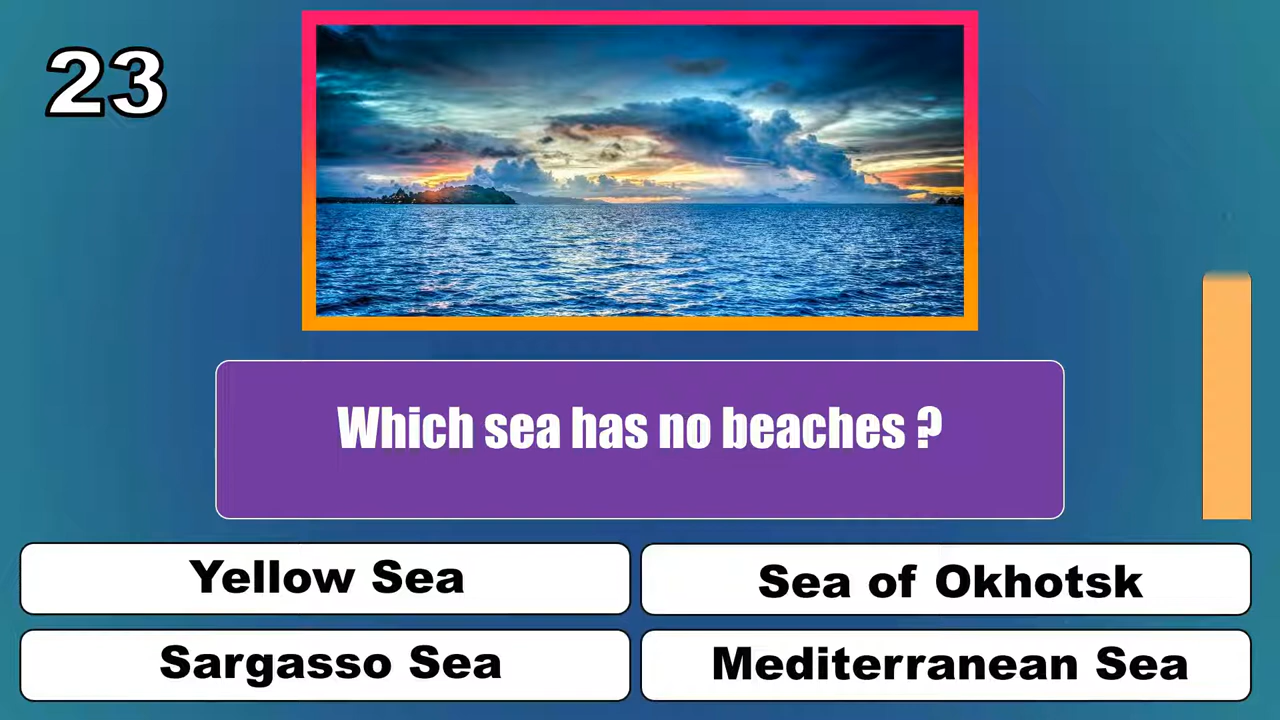 23
Which sea has no beaches ?
Yellow Sea
Sea of Okhotsk
Sargasso Sea
Mediterranean Sea